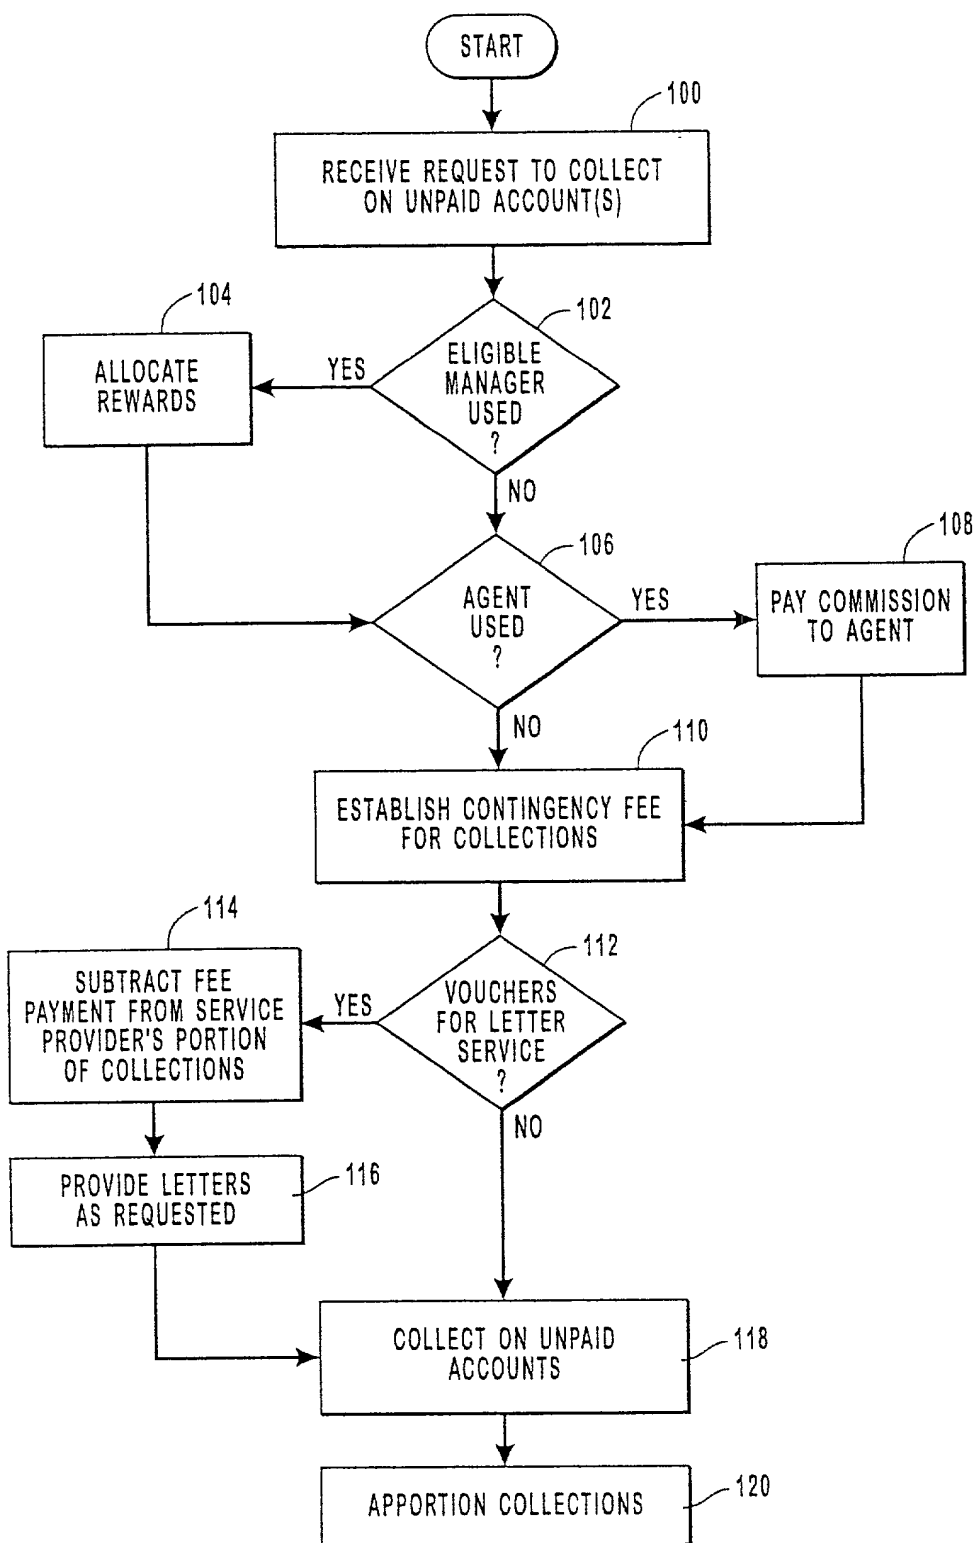 START
100
RECEIVE REQUEST TO COLLECT
ON UNPAID ACCOUNT(S)
104
102
ALLOCATE
REWARDS
YES
ELIGIBLE
MANAGER
USED
?
NO
106
108
AGENT
USED
?
YES
PAY COMMISSION
TO AGENT
NO
110
ESTABLISH CONTINGENCY FEE
FOR COLLECTIONS
114
112
SUBTRACT FEE
PAYMENT FROM SERVICE
PROVIDER'S PORTION
OF COLLECTIONS
YES
VOUCHERS
FOR LETTER
SERVICE
?
NO
PROVIDE LETTERS
AS REQUESTED
116
COLLECT ON UNPAID
ACCOUNTS
118
APPORTION COLLECTIONS
120